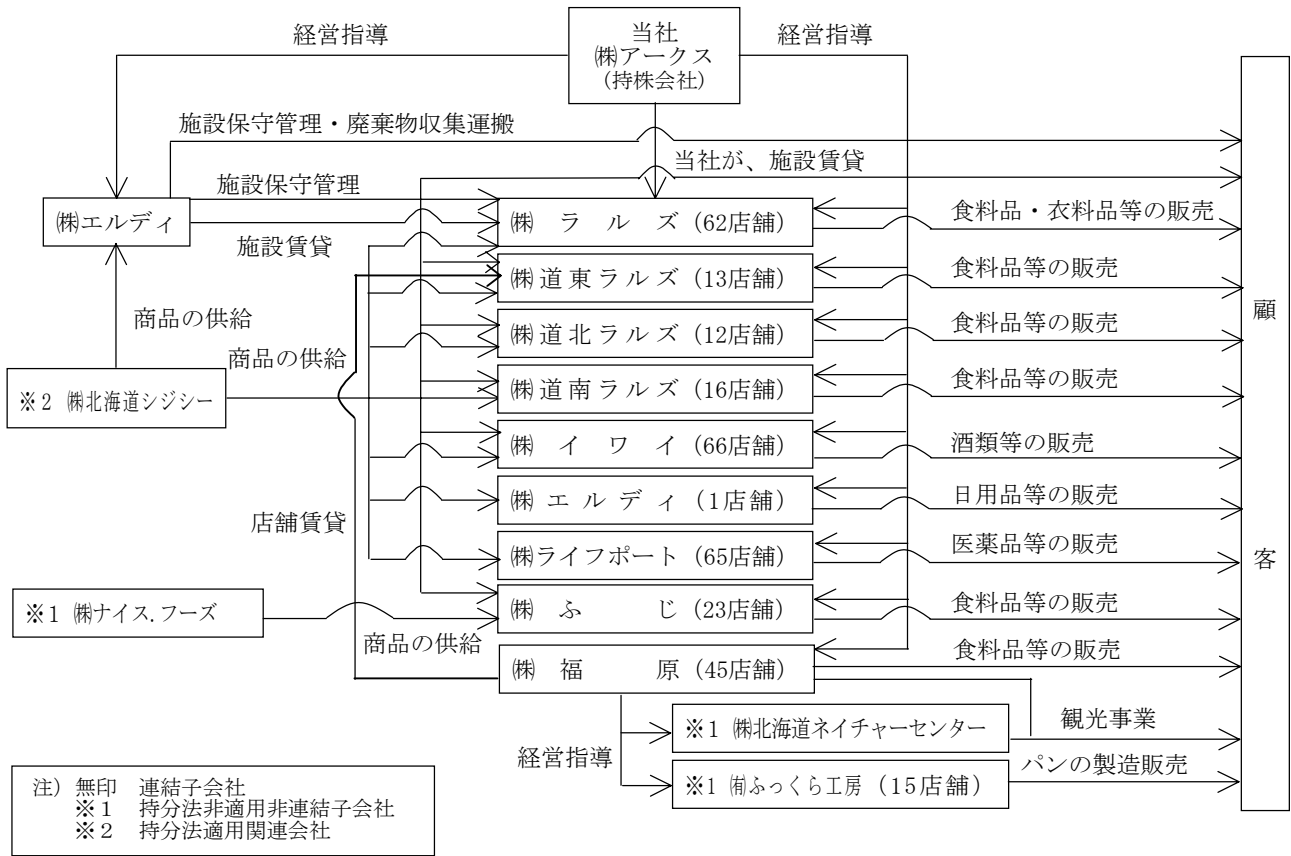 当社
㈱アークス
(持株会社)
経営指導
経営指導
施設保守管理・廃棄物収集運搬
当社が、施設賃貸
施設保守管理
㈱エルディ
施設賃貸
㈱ ラルズ (62店舗)
食料品・衣料品等の販売
㈱道東ラルズ (13店舗)
食料品等の販売
商品の供給
㈱道北ラルズ (12店舗)
食料品等の販売
商品の供給
※2 ㈱北海道シジシー
㈱道南ラルズ (16店舗)
食料品等の販売
㈱ イワイ (66店舗)
酒類等の販売
㈱ エルディ (1店舗)
日用品等の販売
店舗賃貸
㈱ライフポート (65店舗)
医薬品等の販売
※1 ㈱ナイス.フーズ
㈱ ふじ (23店舗)
食料品等の販売
商品の供給
㈱ 福原 (45店舗)
食料品等の販売
顧客
※1 ㈱北海道ネイチャーセンター
観光事業
経営指導
※1 ㈲ふっくら工房 (15店舗)
パンの製造販売
注) 無印 連結子会社
※1 持分法非適用非連結子会社
※2 持分法適用関連会社